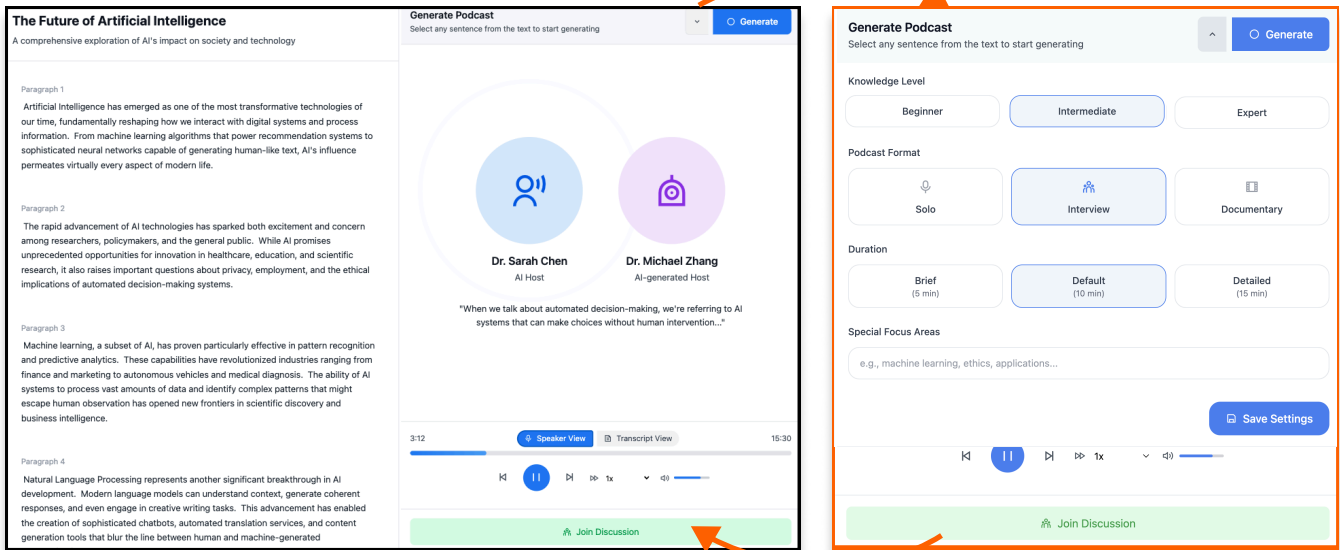 The Future of Artificial Intelligence
A comprehensive exploration of AI's impact on society and technology
Paragraph 1
Artificial Intelligence has emerged as one of the most transformative technologies of
our time, fundamentally reshaping how we interact with digital systems and process
information. From machine learning algorithms that power recommendation systems to
sophisticated neural networks capable of generating human-like text, AI's influence
permeates virtually every aspect of modern life.
Paragraph 2
The rapid advancement of AI technologies has sparked both excitement and concern
among researchers, policymakers, and the general public. While AI promises
unprecedented opportunities for innovation in healthcare, education, and scientific
research, it also raises important questions about privacy, employment, and the ethical
implications of automated decision-making systems.
Paragraph 3
Machine learning, a subset of AI, has proven particularly effective in pattern recognition
and predictive analytics. These capabilities have revolutionized industries ranging from
finance and marketing to autonomous vehicles and medical diagnosis. The ability of AI
systems to process vast amounts of data and identify complex patterns that might
escape human observation has opened new frontiers in scientific discovery and
business intelligence.
Paragraph 4
Natural Language Processing represents another significant breakthrough in AI
development. Modern language models can understand context, generate coherent
responses, and even engage in creative writing tasks. This advancement has enabled
the creation of sophisticated chatbots, automated translation services, and content
generation tools that blur the line between human and machine-generated
Generate Podcast
Select any sentence from the text to start generating
Generate
Dr. Sarah Chen
AI Host
Dr. Michael Zhang
AI-generated Host
"When we talk about automated decision-making, we're referring to AI
systems that can make choices without human intervention..."
3:12
Speaker View
Transcript View
15:30
1x
Join Discussion
Generate Podcast
Select any sentence from the text to start generating
Generate
Knowledge Level
Beginner
Intermediate
Expert
Podcast Format
Solo
Interview
Documentary
Duration
Brief
(5 min)
Default
(10 min)
Detailed
(15 min)
Special Focus Areas
e.g., machine learning, ethics, applications...
Save Settings
1x
Join Discussion